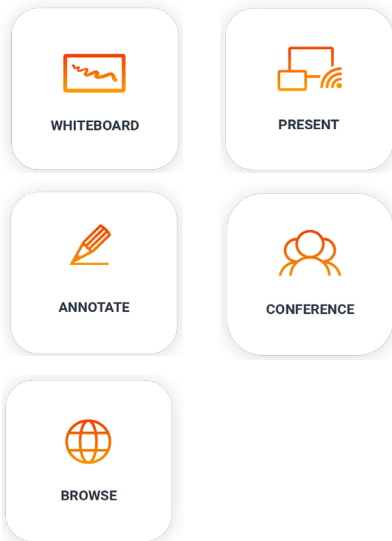 WHITEBOARD
PRESENT
ANNOTATE
CONFERENCE
BROWSE